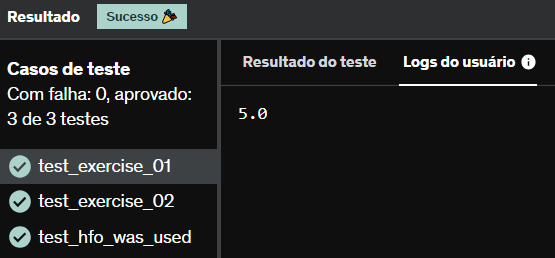 Resultado
Sucesso 🎉
Casos de teste
Com falha: 0, aprovado:
3 de 3 testes
test_exercise_01
test_exercise_02
test_hfo_was_used
Resultado do teste
Logs do usuário
5.0